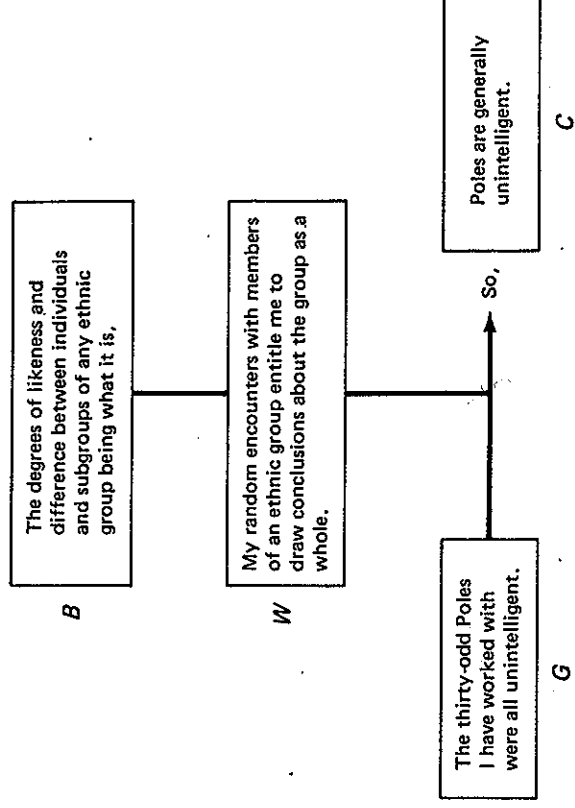 The degrees of likeness and
difference between individuals
and subgroups of any ethnic
group being what it is,
B
My random encounters with members
of an ethnic group entitle me to
draw conclusions about the group as a
whole.
W
The thirty-odd Poles
I have worked with
were all unintelligent.
G
So,
Poles are generally
unintelligent.
C